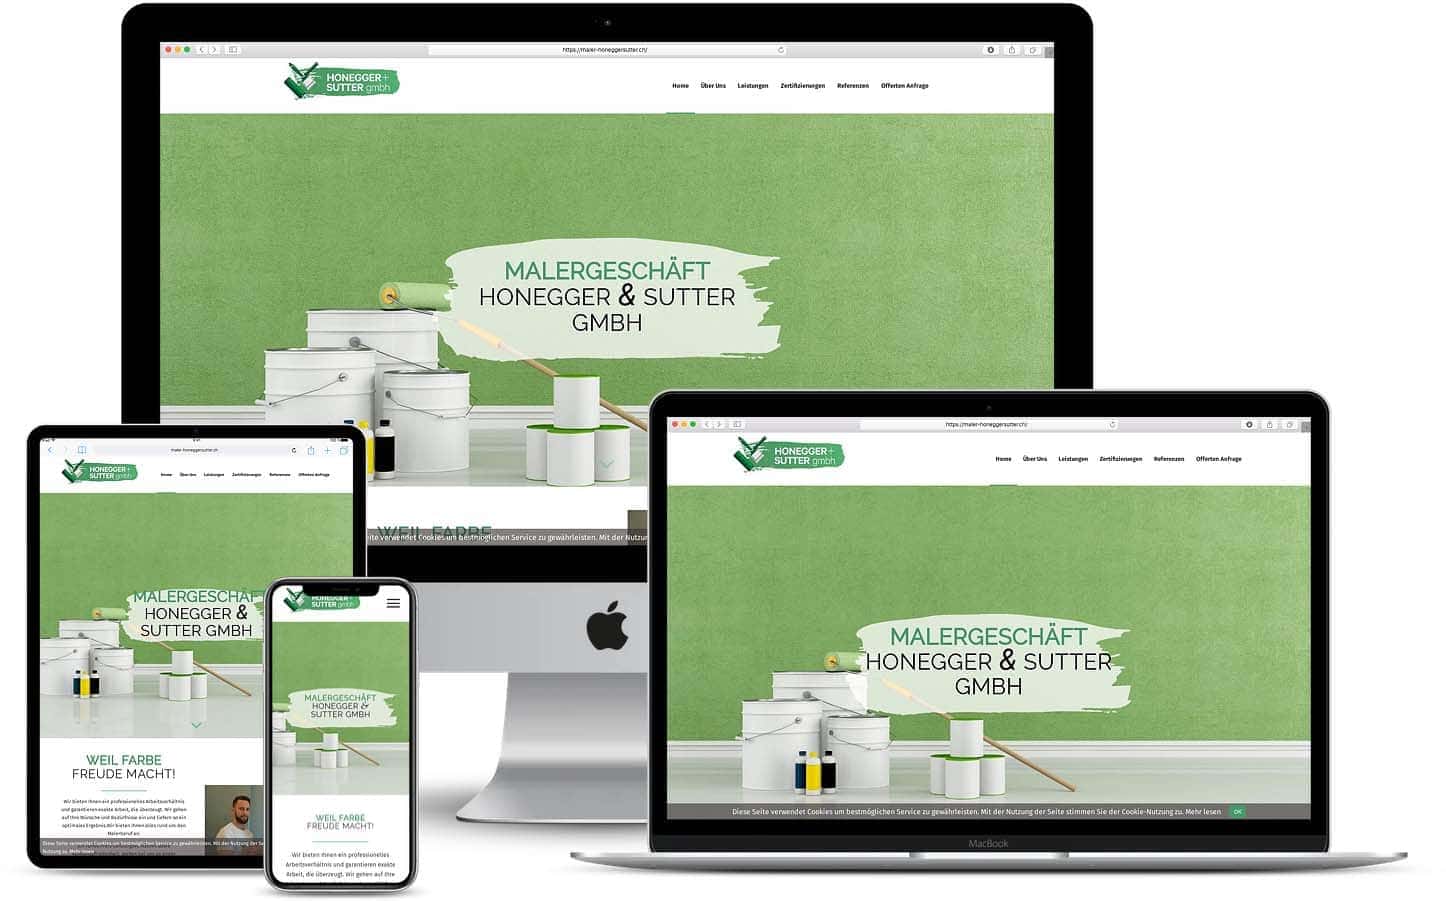 https://maler-honeggersutter.ch/
HONEGGER+
SUTTER gmbh
Home Über Uns Leistungen Zertifizierungen Referenzen Offerten Anfrage
MALERGESCHÄFT
HONEGGER & SUTTER
GMBH
WEIL FARBE
eite verwendet Cookies um bestmöglichen Service zu gewährleisten. Mit der Nutzun
maler-honeggersutter.ch
HONEGGER+
SUTTER gmbh
Home Über Uns Leistungen Zertifizierungen Referenzen Offerten Anfrage
MALERGESCHÄFT
HONEGGER &
SUTTER GMBH
WEIL FARBE
FREUDE MACHT!
Wir bieten Ihnen ein professionelles Arbeitsverhältnis
und garantieren exakte Arbeit, die überzeugt. Wir gehen
auf Ihre Wünsche und Bedürfnisse ein und liefern so ein
optimales Ergebnis. Wir bieten Ihnen alles rund um den
Malerberuf an:
Diese Seite verwendet Cookies um bestmöglichen Service zu gewährleisten. Mit der Nutzung der Se
Nutzung zu. Mehr lesen
HONEGGER+
SUTTER gmbh
MALERGESCHÄFT
HONEGGER &
SUTTER GMBH
WEIL FARBE
FREUDE MACHT!
Wir bieten Ihnen ein professionelles
Arbeitsverhältnis und garantieren exakte
Arbeit, die überzeugt. Wir gehen auf Ihre
https://maler-honeggersutter.ch/
HONEGGER+
SUTTER gmbh
Home Über Uns Leistungen Zertifizierungen Referenzen Offerten Anfrage
MALERGESCHÄFT
HONEGGER & SUTTER
GMBH
Diese Seite verwendet Cookies um bestmöglichen Service zu gewährleisten. Mit der Nutzung der Seite stimmen Sie der Cookie-Nutzung zu. Mehr lesen OK
MacBook